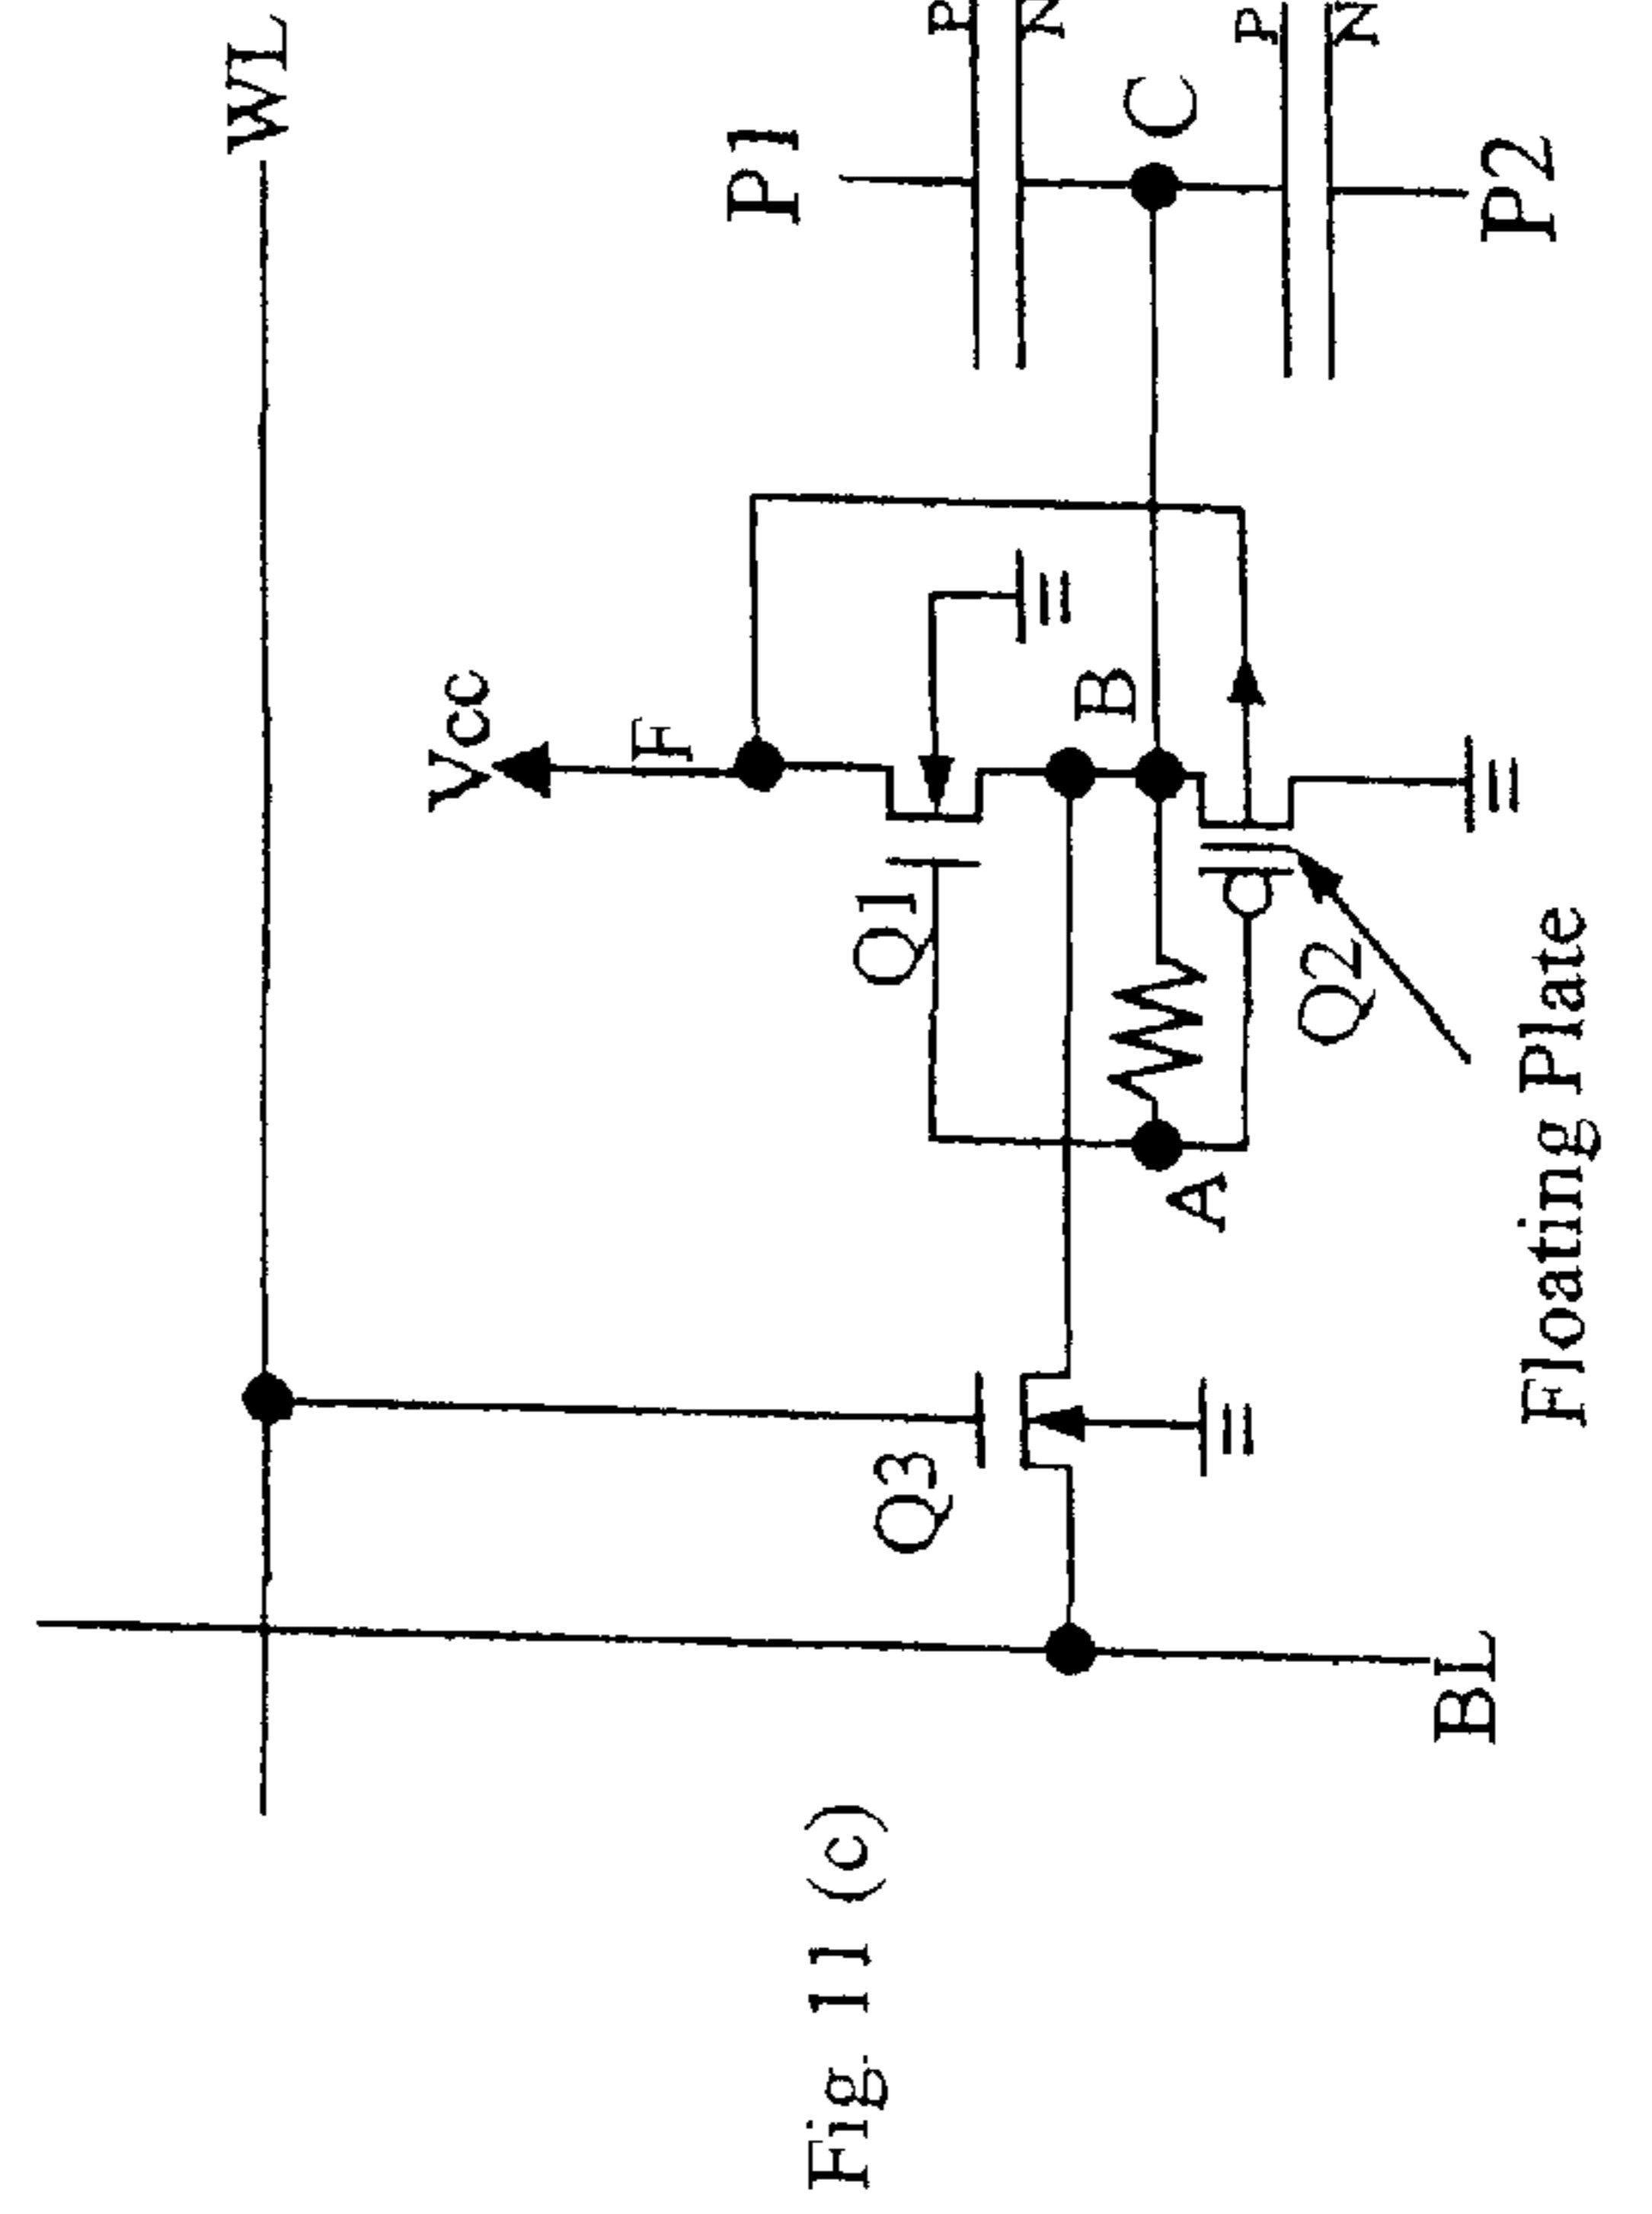 WL
Vcc
P1
P
N
F
C
Q1
B
P
N
Q3
A
Q2
P2
Floating Plate
BL
Fig. 11 (c)